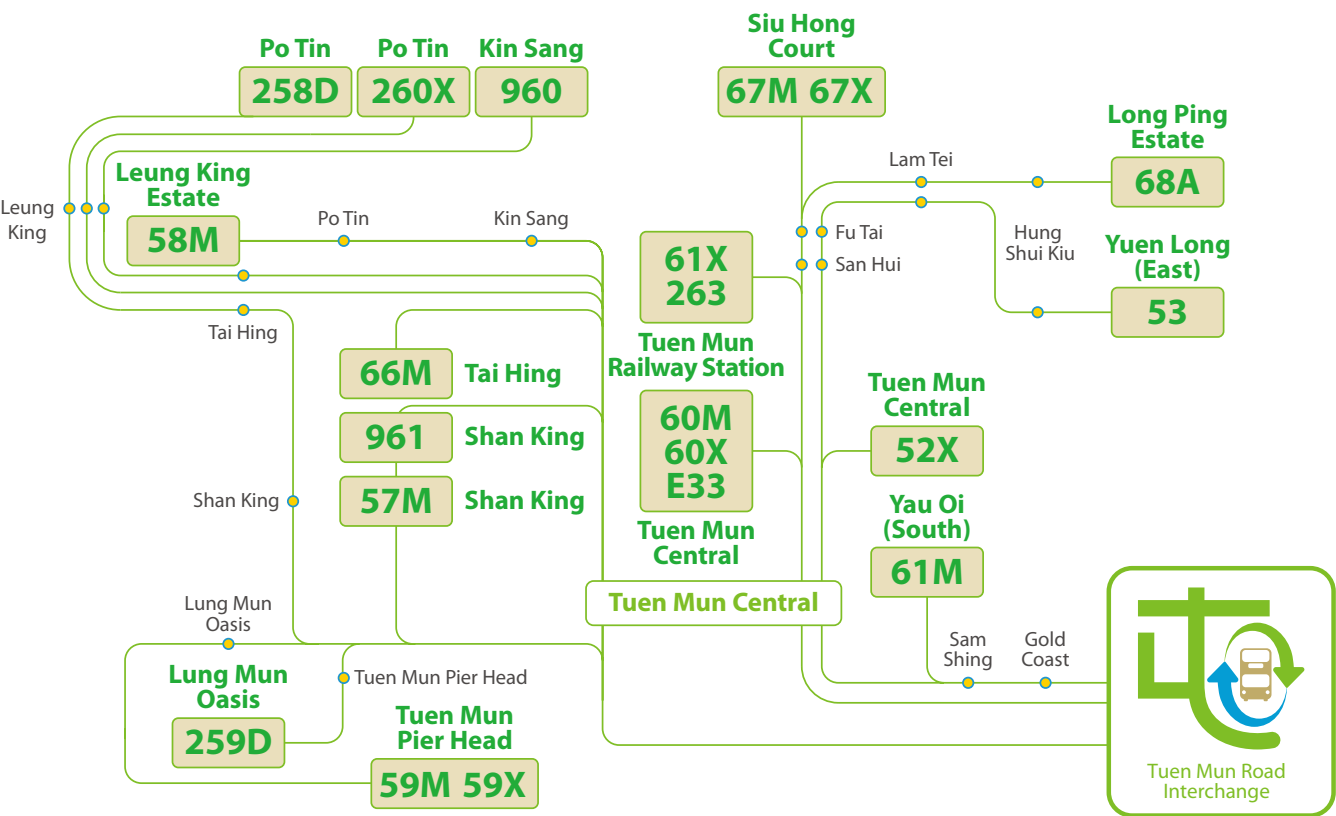 Po Tin
258D
Po Tin
260X
Kin Sang
960
Siu Hong
Court
67M 67X
Long Ping
Estate
68A
Lam Tei
Leung King
Estate
58M
Leung
King
Po Tin
Kin Sang
Fu Tai
San Hui
Hung
Shui Kiu
Yuen Long
(East)
53
61X
263
Tuen Mun
Railway Station
Tai Hing
66M
Tai Hing
961
Shan King
57M
Shan King
Shan King
60M
60X
E33
Tuen Mun
Central
Tuen Mun
Central
52X
Yau Oi
(South)
61M
Tuen Mun Central
Lung Mun
Oasis
Sam
Shing
Gold
Coast
Lung Mun
Oasis
259D
Tuen Mun Pier Head
Tuen Mun
Pier Head
59M 59X
Tuen Mun Road
Interchange